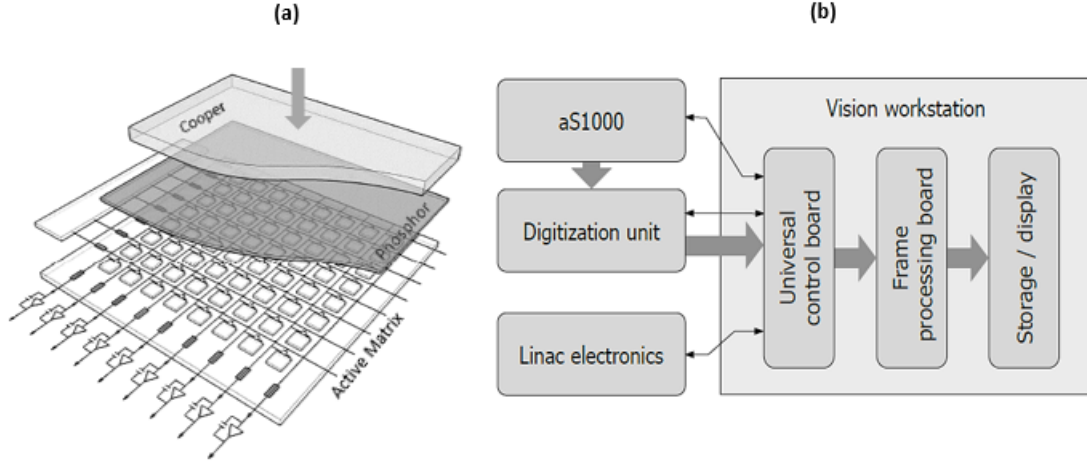 (a)
Cooper
Phosphor
Active Matrix
(b)
aS1000
Digitization unit
Linac electronics
Vision workstation
Universal
control board
Frame
processing board
Storage / display